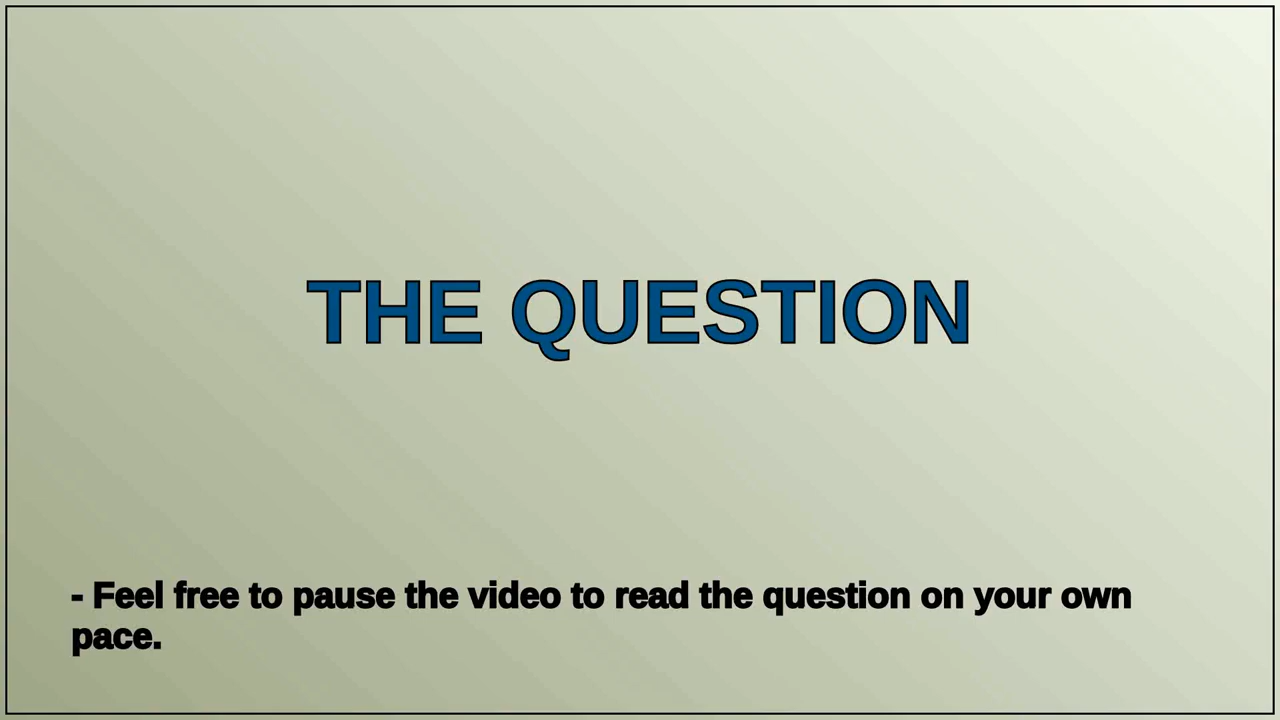 THE QUESTION
- Feel free to pause the video to read the question on your own
pace.